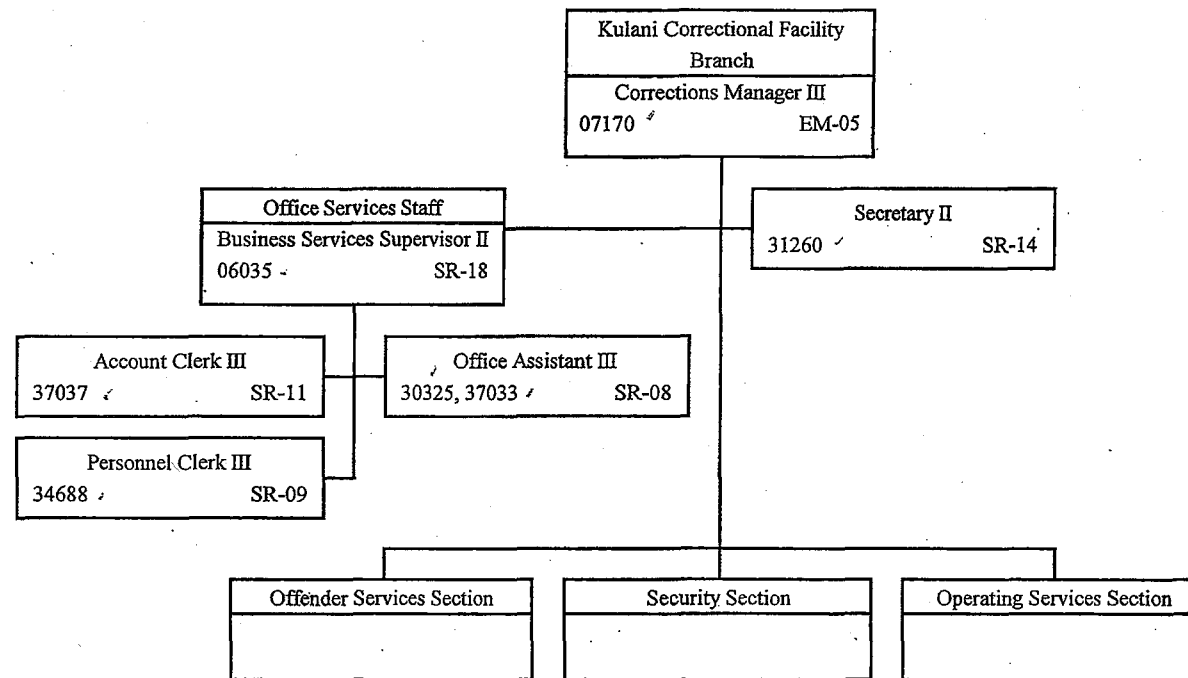 Kulani Correctional Facility
Branch
Corrections Manager III
07170 EM-05
Office Services Staff
Business Services Supervisor II
06035 - SR-18
Secretary II
31260 SR-14
Account Clerk III
37037 SR-11
Office Assistant III
30325, 37033 SR-08
Personnel Clerk III
34688 SR-09
Offender Services Section
Security Section
Operating Services Section